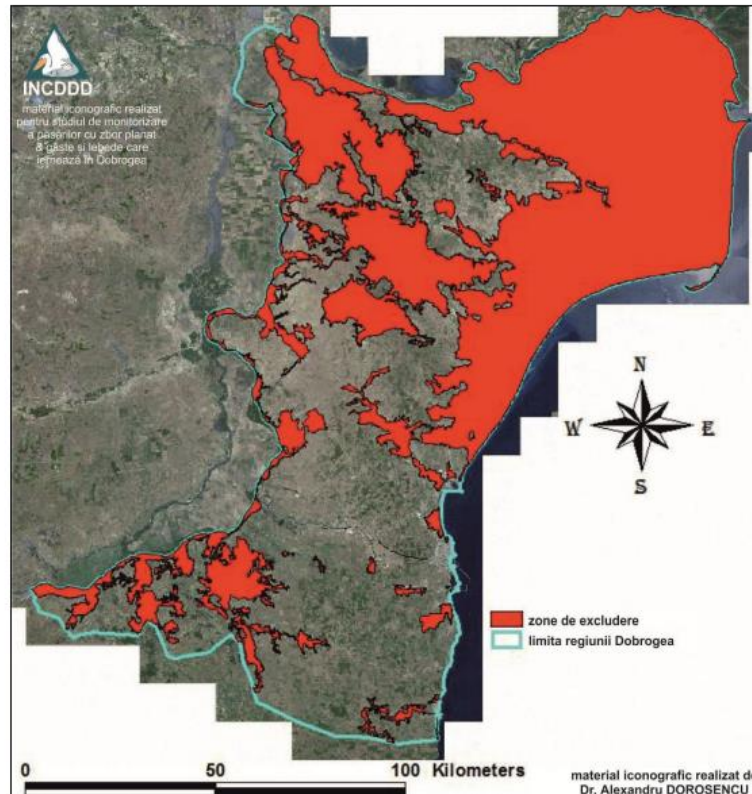 INCDDD
material iconografic realizat
pentru studiul de monitorizare
a păsărilor cu zbor planat
& gâște și lebede care
iernează în Dobrogea
N
W E
S
zone de excludere
limita regiunii Dobrogea
0 50 100 Kilometers
material iconografic realizat de
Dr. Alexandru DOROȘENCU